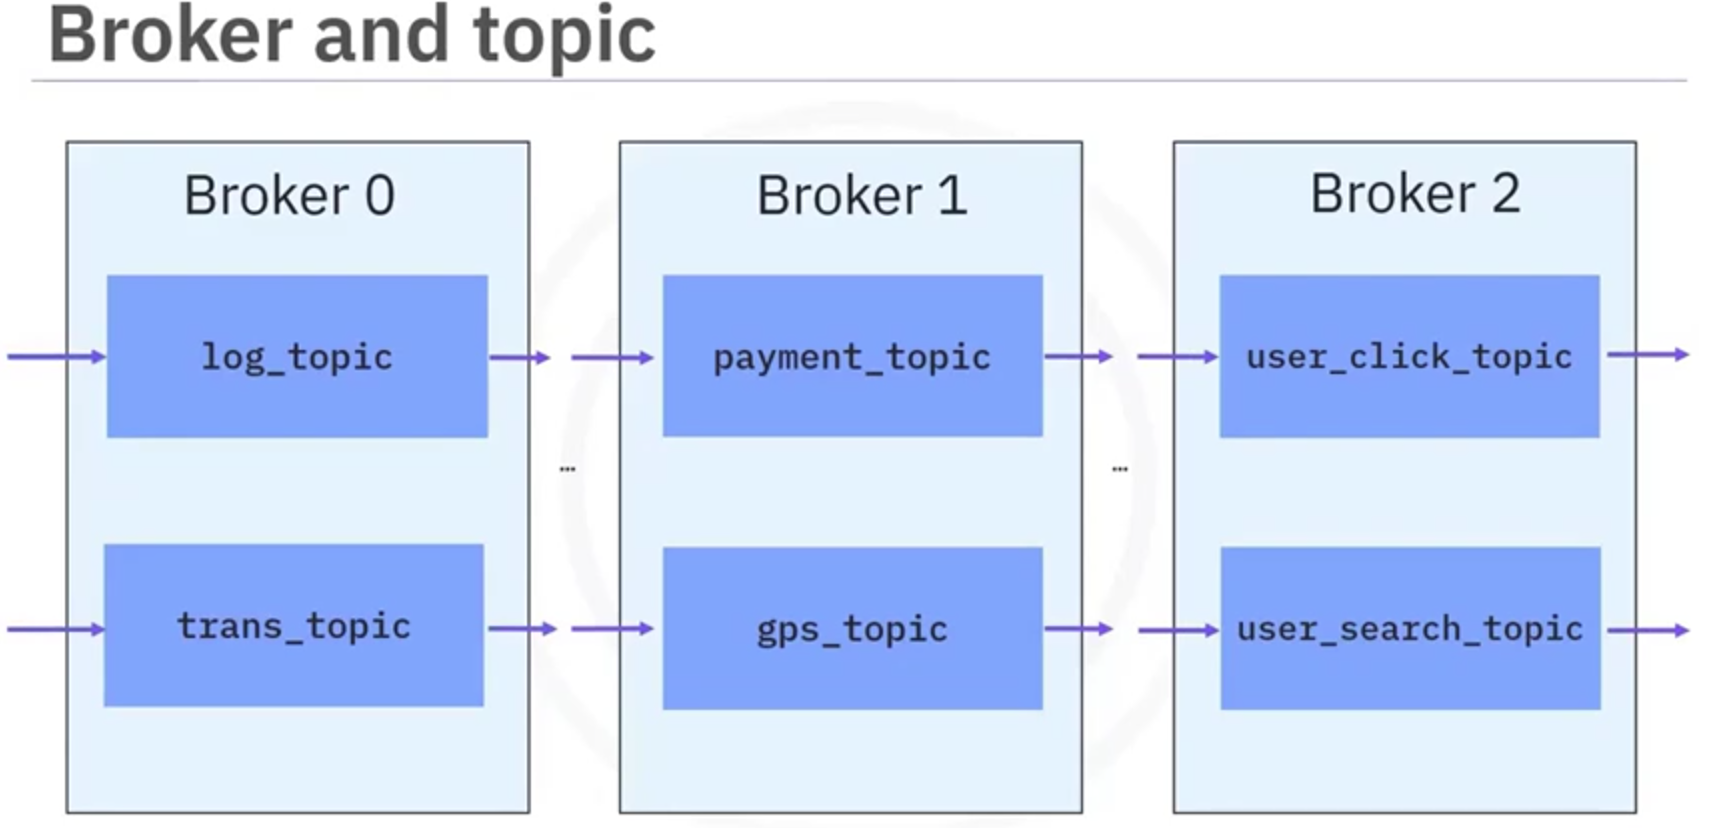 Broker and topic
Broker 0
log_topic
trans_topic
...
Broker 1
payment_topic
gps_topic
...
Broker 2
user_click_topic
user_search_topic